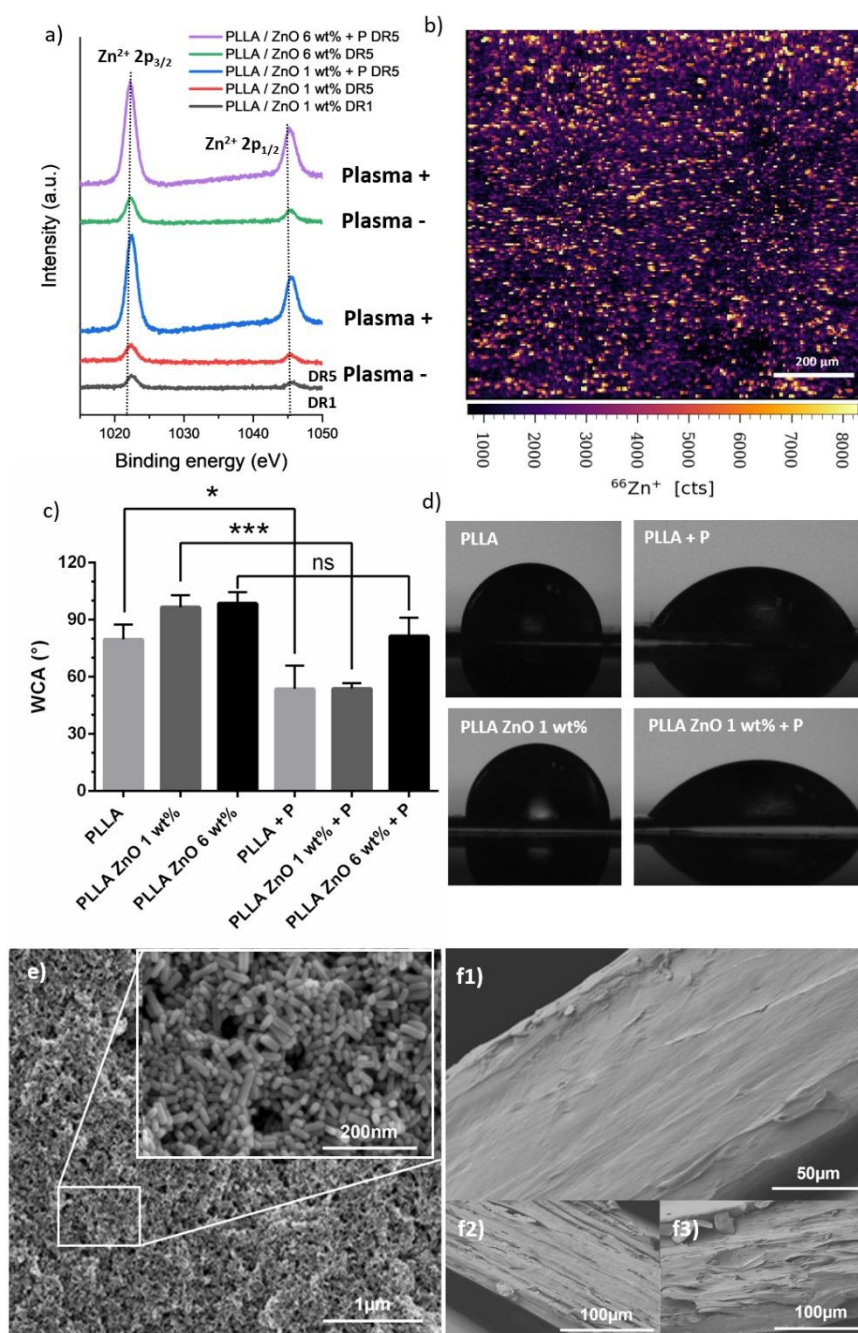 a)
PLLA / ZnO 6 wt% + P DR5
PLLA / ZnO 6 wt% DR5
PLLA / ZnO 1 wt% + P DR5
PLLA / ZnO 1 wt% DR5
PLLA / ZnO 1 wt% DR1
Zn²⁺ 2p₃/₂
Zn²⁺ 2p₁/₂
Plasma +
Plasma -
Plasma +
DR5
Plasma -
DR1
Intensity (a.u.)
1020 1030 1040 1050
Binding energy (eV)
b)
200 μm
1000 2000 3000 4000 5000 6000 7000 8000
⁶⁶Zn⁺ [cts]
c)
*
***
ns
120
90
60
30
0
WCA (°)
PLLA
PLLA ZnO 1 wt%
PLLA ZnO 6 wt%
PLLA + P
PLLA ZnO 1 wt% + P
PLLA ZnO 6 wt% + P
d)
PLLA
PLLA + P
PLLA ZnO 1 wt%
PLLA ZnO 1 wt% + P
e)
200nm
1μm
f1)
50μm
f2)
100μm
f3)
100μm